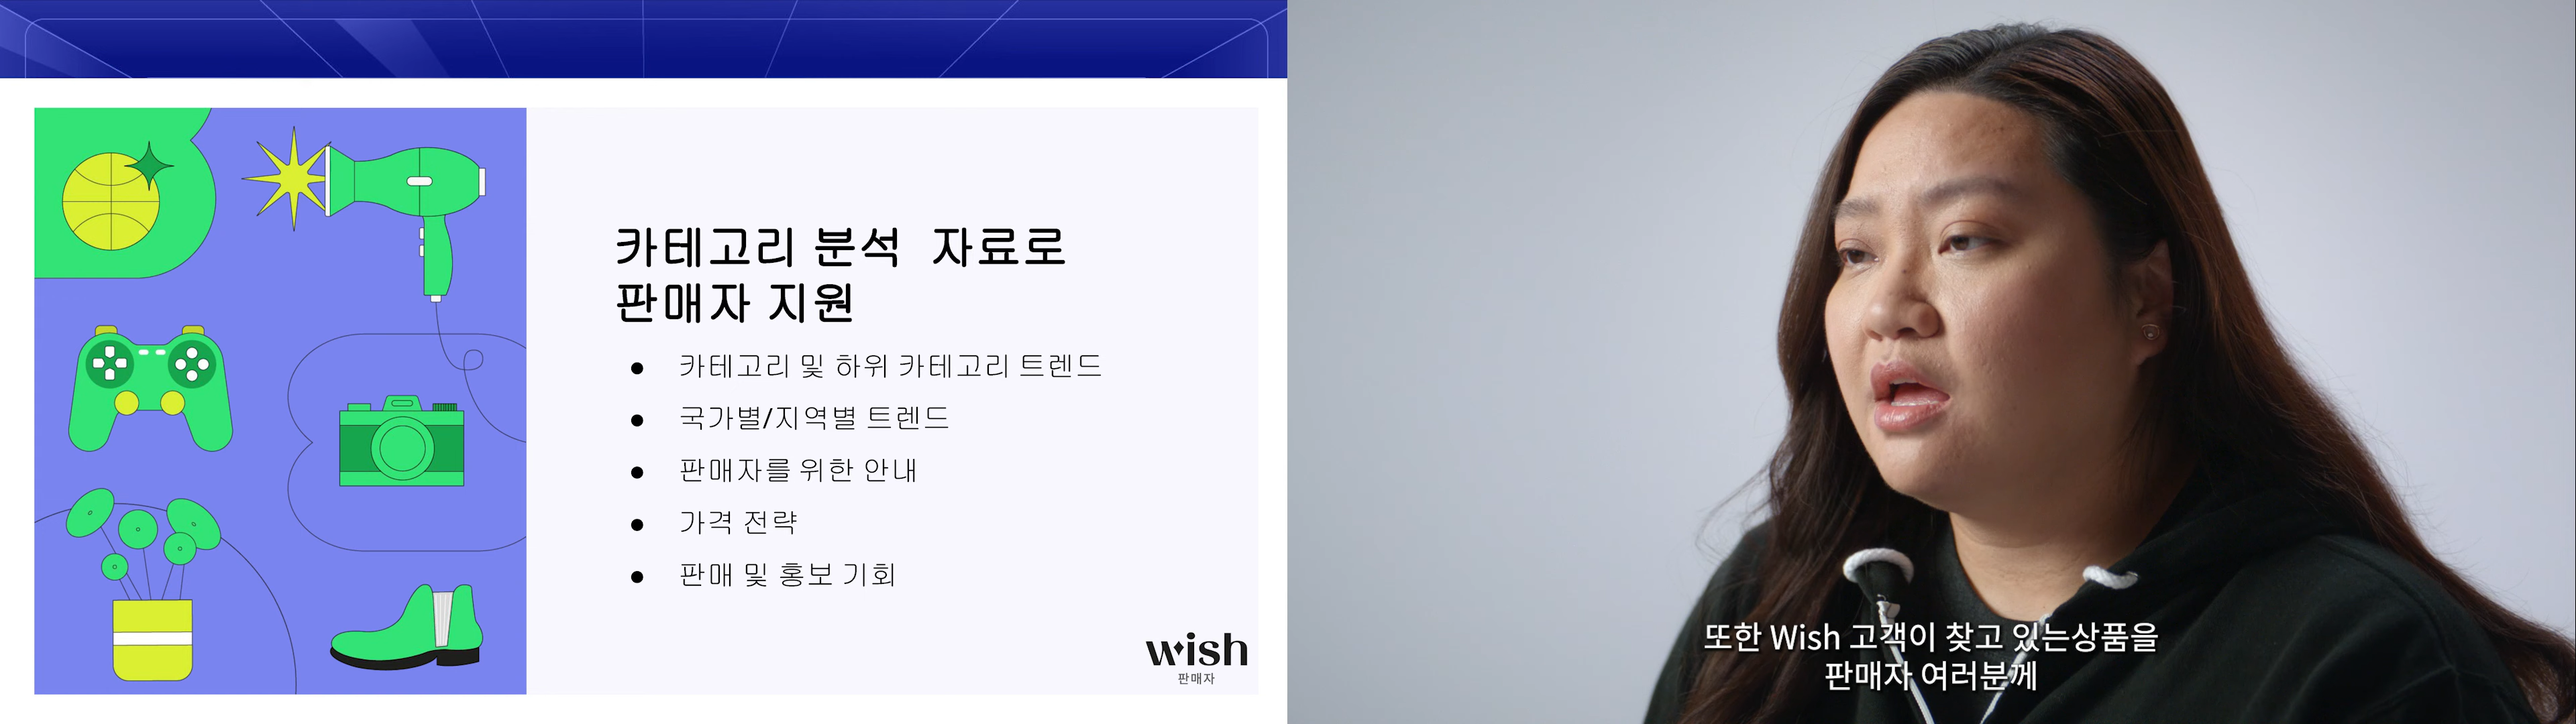 카테고리 분석 자료로
판매자 지원
● 카테고리 및 하위 카테고리 트렌드
● 국가별/지역별 트렌드
● 판매자를 위한 안내
● 가격 전략
● 판매 및 홍보 기회
wish
판매자
또한 Wish 고객이 찾고 있는상품을
판매자 여러분께